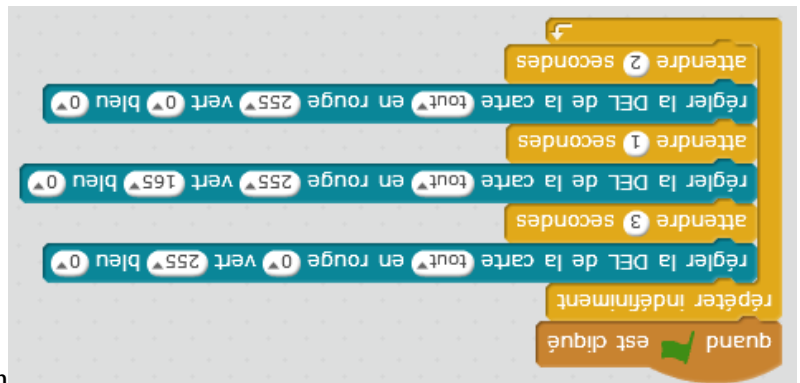 quand est cliqué
répéter indéfiniment
régler la DEL de la carte tout en rouge 0 vert 255 bleu 0
attendre 3 secondes
régler la DEL de la carte tout en rouge 255 vert 165 bleu 0
attendre 1 secondes
régler la DEL de la carte tout en rouge 255 vert 0 bleu 0
attendre 2 secondes